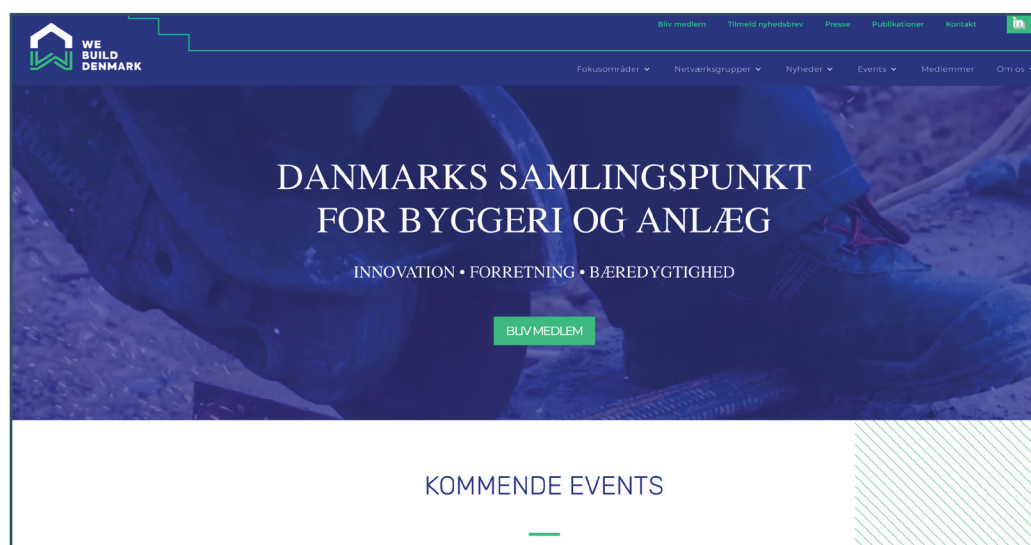 Bliv medlem Tilmeld nyhedsbrev Presse Publikationer Kontakt in
WE
BUILD
DENMARK
Fokusområder Netværksgrupper Nyheder Events Medlemmer Om os
DANMARKS SAMLINGSPUNKT
FOR BYGGERI OG ANLÆG
INNOVATION • FORRETNING • BÆREDYGTIGHED
BLIV MEDLEM
KOMMENDE EVENTS